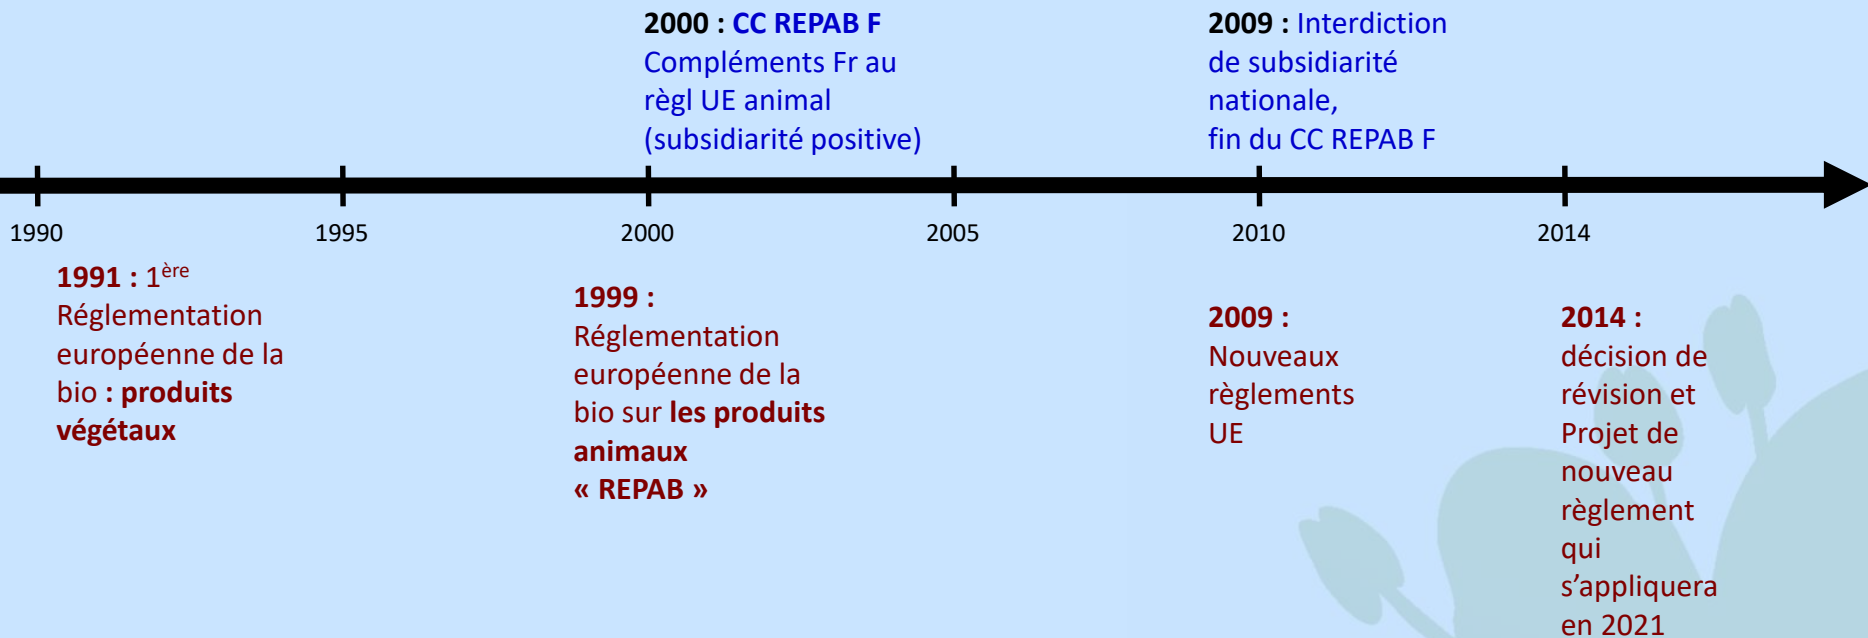 2000 : CC REPAB F
Compléments Fr au
règl UE animal
(subsidiarité positive)
2009 : Interdiction
de subsidiarité
nationale,
fin du CC REPAB F
1990
1995
2000
2005
2010
2014
1991 : 1ère
Réglementation
européenne de la
bio : produits
végétaux
1999 :
Réglementation
européenne de la
bio sur les produits
animaux
« REPAB »
2009 :
Nouveaux
règlements
UE
2014 :
décision de
révision et
Projet de
nouveau
règlement
qui
s’appliquera
en 2021